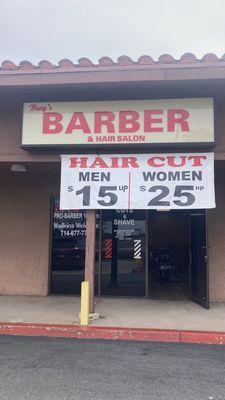 Bay's
BARBER
& HAIR SALON
HAIR CUT
MEN WOMEN
$15 UP $25 UP
PRO-BARBER
CUTS
& SHAVE
Walkins Welcome
714-677-